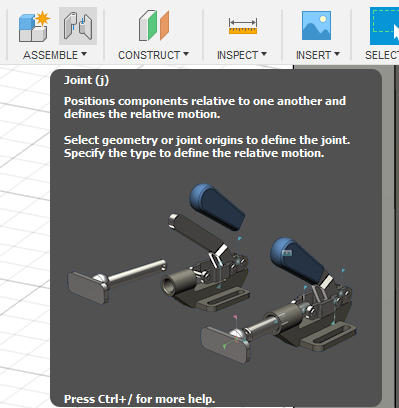 ASSEMBLE CONSTRUCT INSPECT INSERT SELECT
Joint (j)
Positions components relative to one another and
defines the relative motion.
Select geometry or joint origins to define the joint.
Specify the type to define the relative motion.
Press Ctrl+/ for more help.